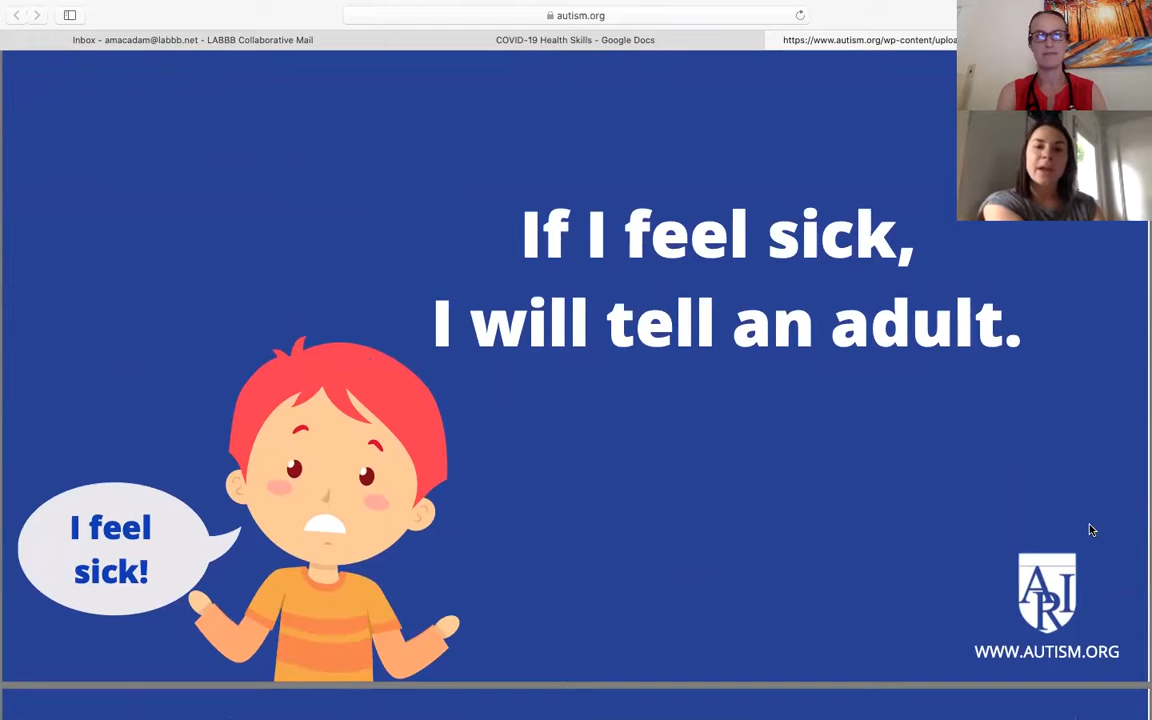 autism.org
Inbox - amacadam@labbb.net - LABBB Collaborative Mail
COVID-19 Health Skills - Google Docs
https://www.autism.org/wp-content/uploa
If I feel sick,
I will tell an adult.
I feel
sick!
ARI
WWW.AUTISM.ORG